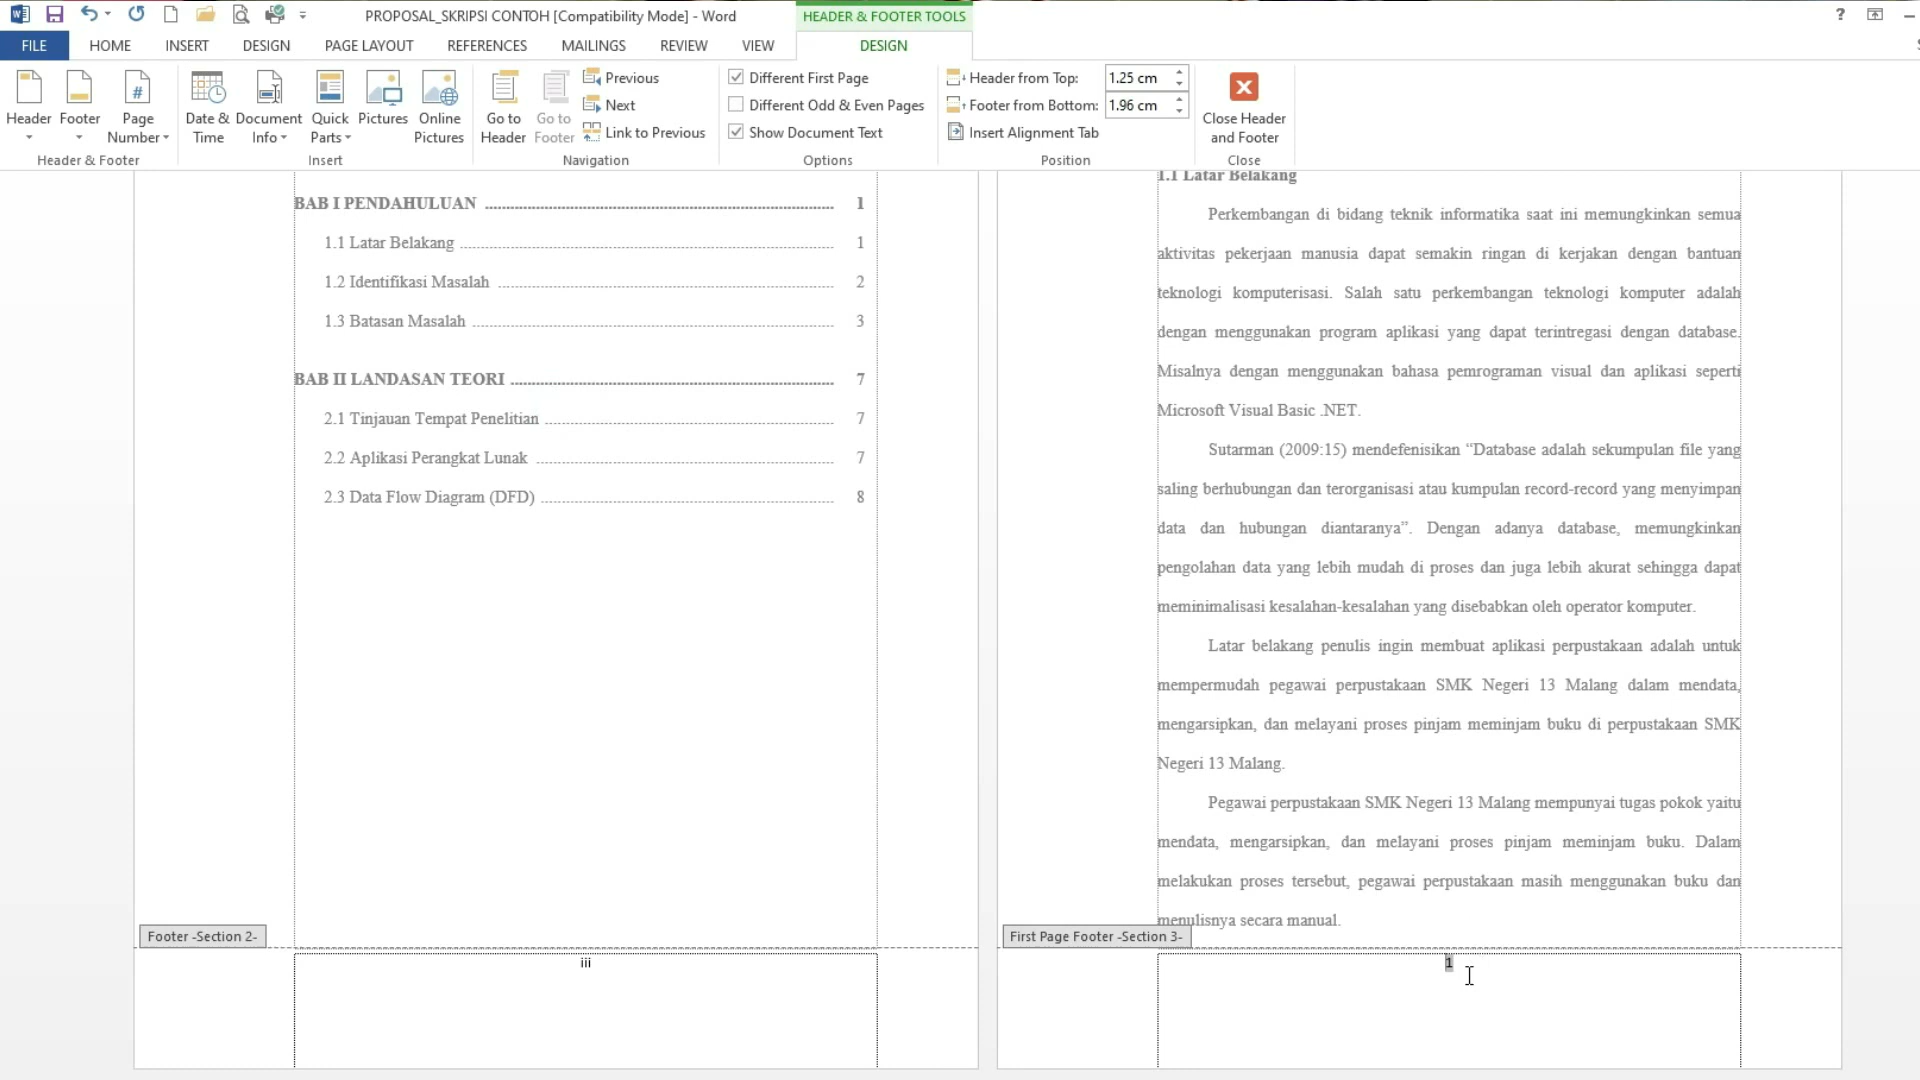 PROPOSAL_SKRIPSI CONTOH [Compatibility Mode] - Word
HEADER & FOOTER TOOLS
?
FILE HOME INSERT DESIGN PAGE LAYOUT REFERENCES MAILINGS REVIEW VIEW DESIGN
Header
Footer
Page Number
Header & Footer
Date & Time
Document Info
Quick Parts
Pictures
Online Pictures
Insert
Go to Header
Go to Footer
Previous
Next
Link to Previous
Navigation
Different First Page
Different Odd & Even Pages
Show Document Text
Options
Header from Top: 1.25 cm
Footer from Bottom: 1.96 cm
Insert Alignment Tab
Position
Close Header and Footer
Close
BAB I PENDAHULUAN ........ 1
1.1 Latar Belakang ........ 1
1.2 Identifikasi Masalah ........ 2
1.3 Batasan Masalah ........ 3
BAB II LANDASAN TEORI ........ 7
2.1 Tinjauan Tempat Penelitian ........ 7
2.2 Aplikasi Perangkat Lunak ........ 7
2.3 Data Flow Diagram (DFD) ........ 8
Footer -Section 2-
iii
1.1 Latar Belakang
Perkembangan di bidang teknik informatika saat ini memungkinkan semua
aktivitas pekerjaan manusia dapat semakin ringan di kerjakan dengan bantuan
teknologi komputerisasi. Salah satu perkembangan teknologi komputer adalah
dengan menggunakan program aplikasi yang dapat terintregasi dengan database.
Misalnya dengan menggunakan bahasa pemrograman visual dan aplikasi seperti
Microsoft Visual Basic .NET.
Sutarman (2009:15) mendefenisikan “Database adalah sekumpulan file yang
saling berhubungan dan terorganisasi atau kumpulan record-record yang menyimpan
data dan hubungan diantaranya”. Dengan adanya database, memungkinkan
pengolahan data yang lebih mudah di proses dan juga lebih akurat sehingga dapat
meminimalisasi kesalahan-kesalahan yang disebabkan oleh operator komputer.
Latar belakang penulis ingin membuat aplikasi perpustakaan adalah untuk
mempermudah pegawai perpustakaan SMK Negeri 13 Malang dalam mendata,
mengarsipkan, dan melayani proses pinjam meminjam buku di perpustakaan SMK
Negeri 13 Malang.
Pegawai perpustakaan SMK Negeri 13 Malang mempunyai tugas pokok yaitu
mendata, mengarsipkan, dan melayani proses pinjam meminjam buku. Dalam
melakukan proses tersebut, pegawai perpustakaan masih menggunakan buku dan
menulisnya secara manual.
First Page Footer -Section 3-
1